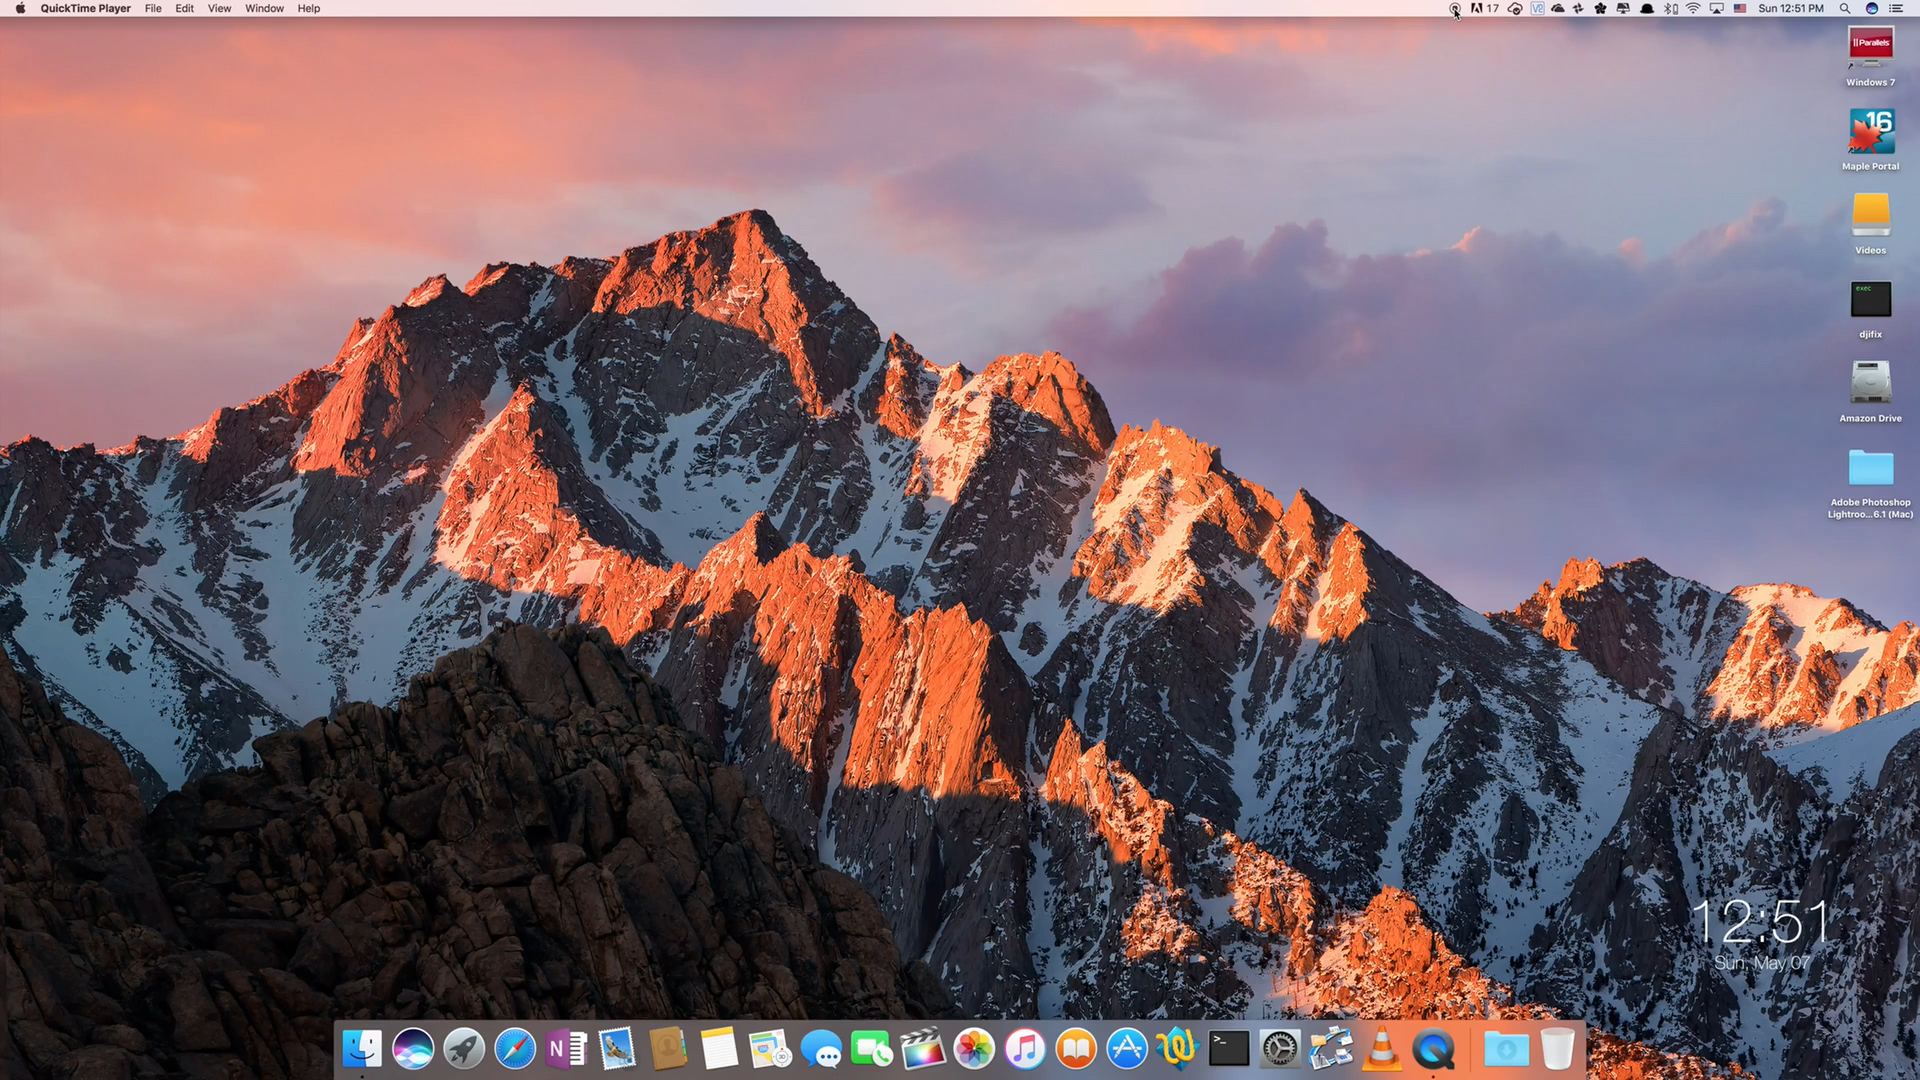 QuickTime Player File Edit View Window Help
17 Sun 12:51 PM
Parallels
Windows 7
16
Maple Portal
Videos
exec
djifix
Amazon Drive
Adobe Photoshop
Lightroo...6.1 (Mac)
12:51
Sun, May 07
N
30
>_